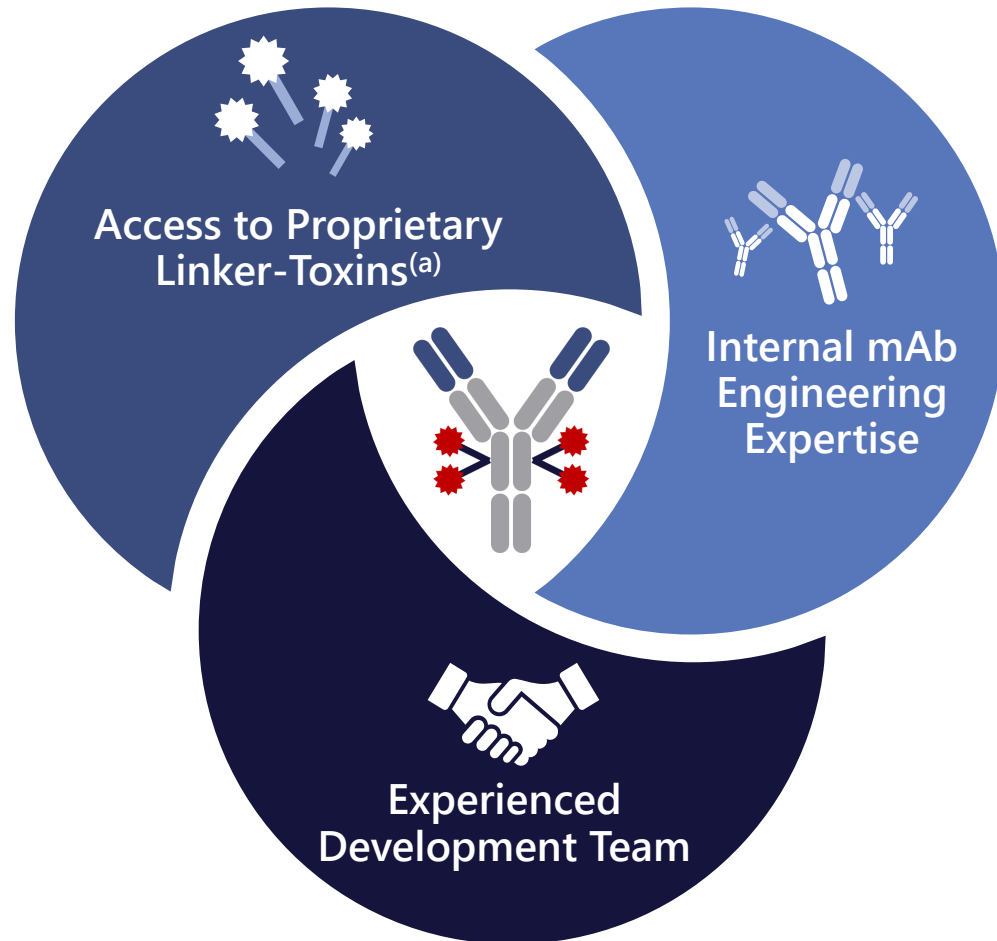 Access to Proprietary
Linker-Toxins(a)
Internal mAb
Engineering
Expertise
Experienced
Development Team